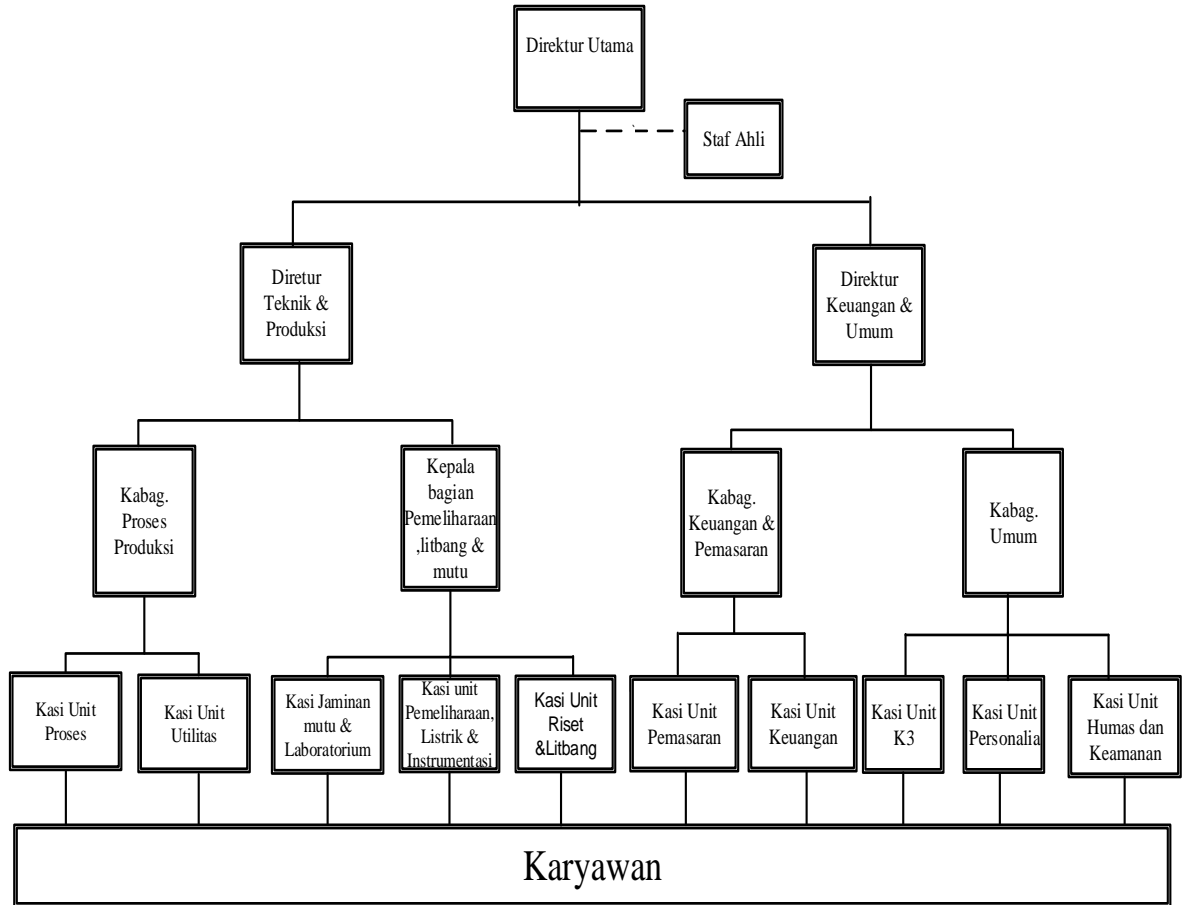 Direktur Utama
Staf Ahli
Diretur
Teknik &
Produksi
Direktur
Keuangan &
Umum
Kabag.
Proses
Produksi
Kepala
bagian
Pemeliharaan
,litbang &
mutu
Kabag.
Keuangan &
Pemasaran
Kabag.
Umum
Kasi Unit
Proses
Kasi Unit
Utilitas
Kasi Jaminan
mutu &
Laboratorium
Kasi unit
Pemeliharaan,
Listrik &
Instrumentasi
Kasi Unit
Riset
&Litbang
Kasi Unit
Pemasaran
Kasi Unit
Keuangan
Kasi Unit
K3
Kasi Unit
Personalia
Kasi Unit
Humas dan
Keamanan
Karyawan